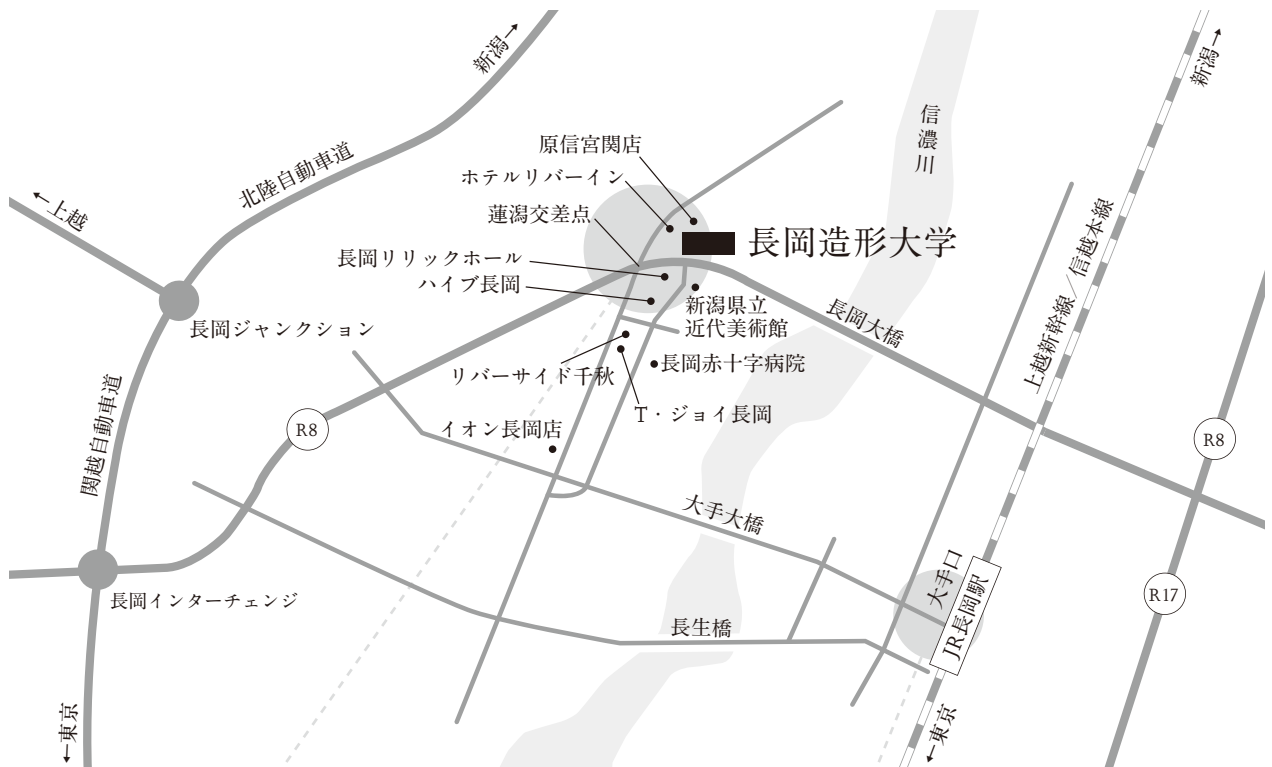 新潟→
新潟→
信濃川
原信宮関店
北陸自動車道
ホテルリバーイン
←上越
蓮潟交差点
長岡造形大学
長岡リリックホール
ハイブ長岡
上越新幹線／信越本線
新潟県立
近代美術館
長岡大橋
長岡ジャンクション
リバーサイド千秋
長岡赤十字病院
T・ジョイ長岡
関越自動車道
R8
イオン長岡店
R8
大手大橋
大手口
長岡インターチェンジ
R17
JR長岡駅
長生橋
←東京
←東京